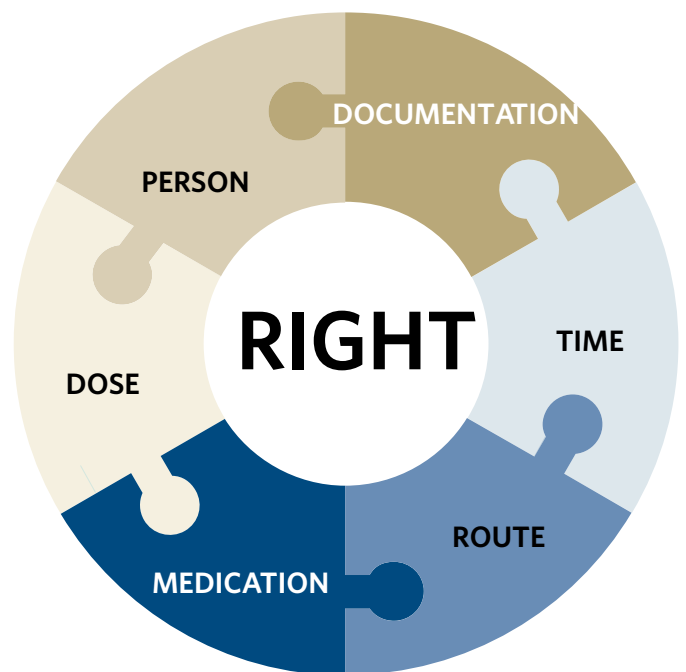 DOCUMENTATION
PERSON
RIGHT
TIME
DOSE
ROUTE
MEDICATION